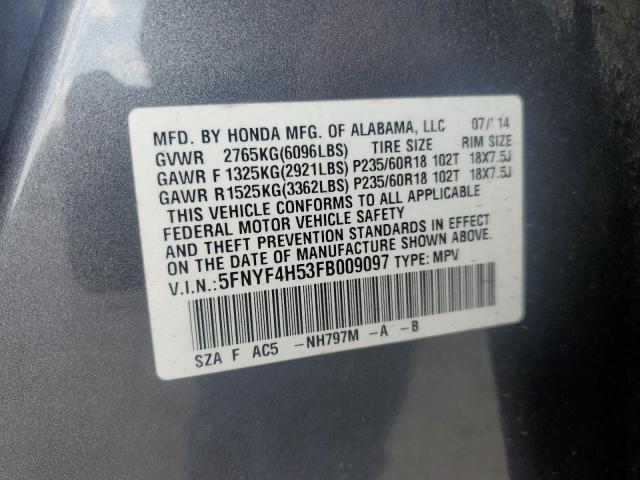 MFD. BY HONDA MFG. OF ALABAMA, LLC 07/'14
GVWR 2765KG(6096LBS) TIRE SIZE RIM SIZE
GAWR F 1325KG(2921LBS) P235/60R18 102T 18X7.5J
GAWR R 1525KG(3362LBS) P235/60R18 102T 18X7.5J
THIS VEHICLE CONFORMS TO ALL APPLICABLE
FEDERAL MOTOR VEHICLE SAFETY
AND THEFT PREVENTION STANDARDS IN EFFECT
ON THE DATE OF MANUFACTURE SHOWN ABOVE.
V.I.N.:5FNYF4H53FB009097 TYPE: MPV
SZA F AC5 -NH797M -A -B